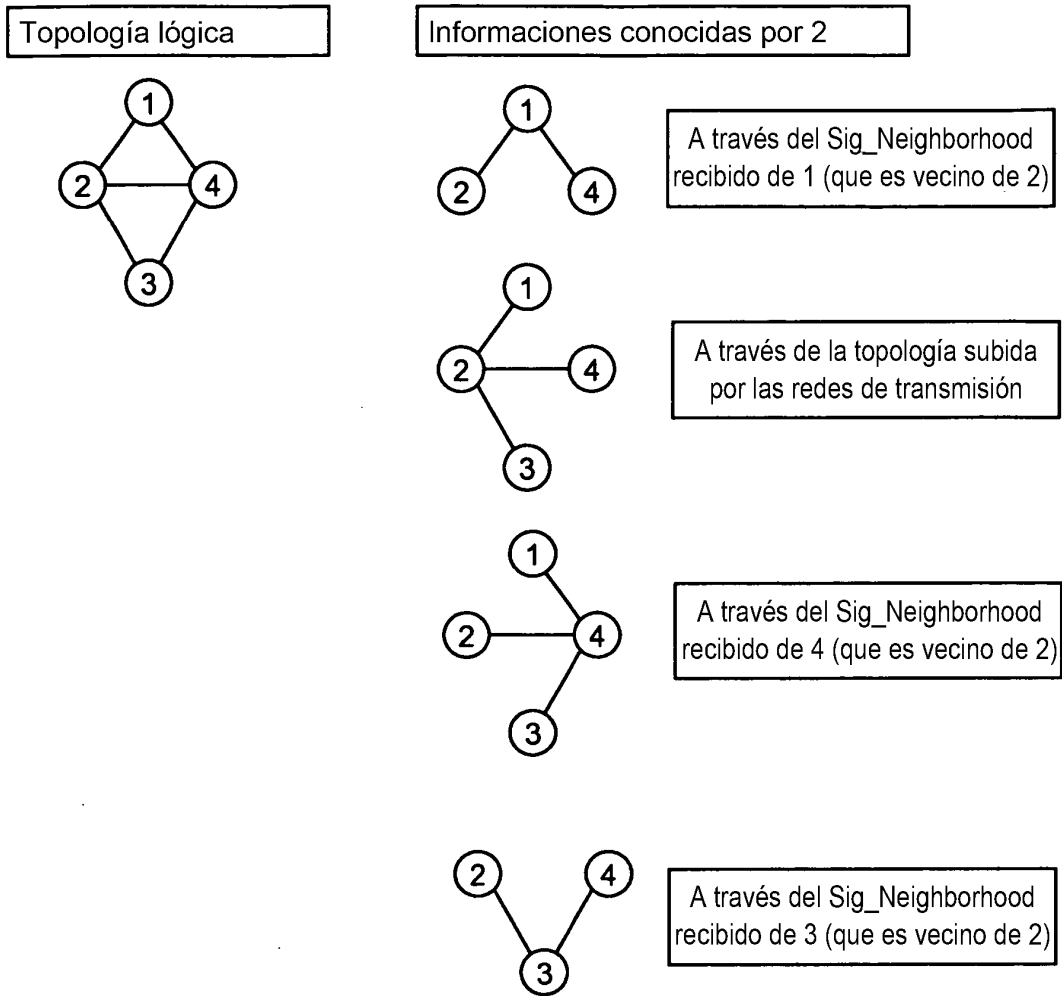 Topología lógica
Informaciones conocidas por 2
1
2
4
3
1
2
4
A través del Sig_Neighborhood
recibido de 1 (que es vecino de 2)
1
2
4
3
A través de la topología subida
por las redes de transmisión
1
2
4
3
A través del Sig_Neighborhood
recibido de 4 (que es vecino de 2)
2
4
3
A través del Sig_Neighborhood
recibido de 3 (que es vecino de 2)